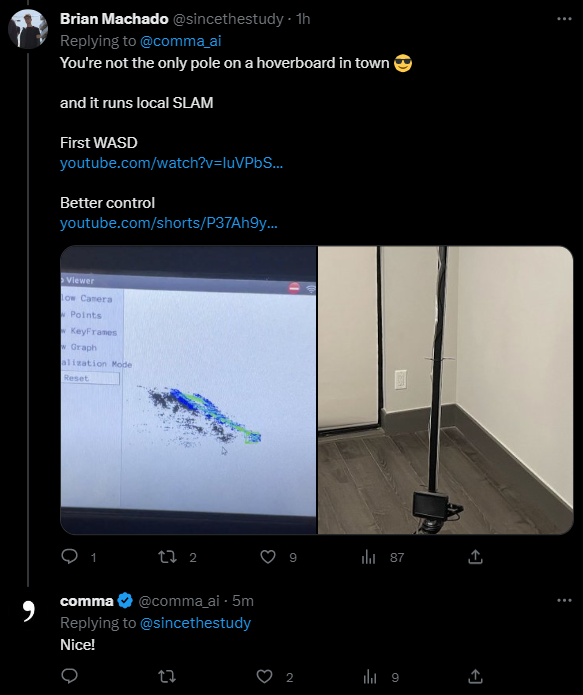 Brian Machado @sincethestudy · 1h
Replying to @comma_ai
You're not the only pole on a hoverboard in town 😎
and it runs local SLAM
First WASD
youtube.com/watch?v=luVPbS...
Better control
youtube.com/shorts/P37Ah9y...
Viewer
low Camera
w Points
w KeyFrames
w Graph
alization Mode
Reset
1 2 9 87
comma @comma_ai · 5m
Replying to @sincethestudy
Nice!
2 9